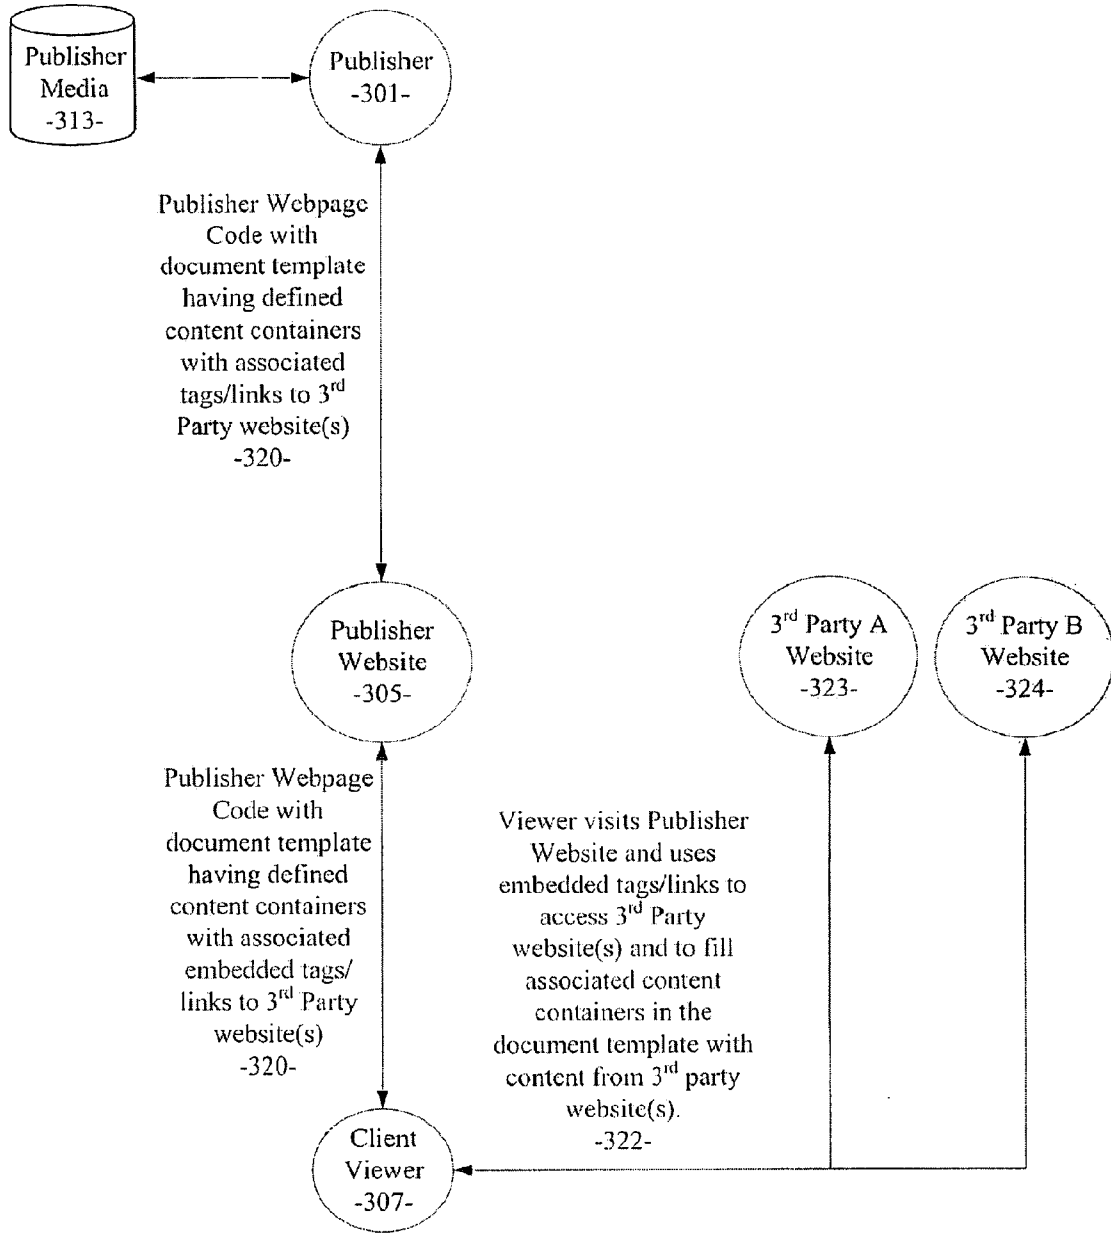 Publisher
Media
-313-
Publisher
-301-
Publisher Webpage
Code with
document template
having defined
content containers
with associated
tags/links to 3rd
Party website(s)
-320-
Publisher
Website
-305-
3rd Party A
Website
-323-
3rd Party B
Website
-324-
Publisher Webpage
Code with
document template
having defined
content containers
with associated
embedded tags/
links to 3rd Party
website(s)
-320-
Viewer visits Publisher
Website and uses
embedded tags/links to
access 3rd Party
website(s) and to fill
associated content
containers in the
document template with
content from 3rd party
website(s).
-322-
Client
Viewer
-307-